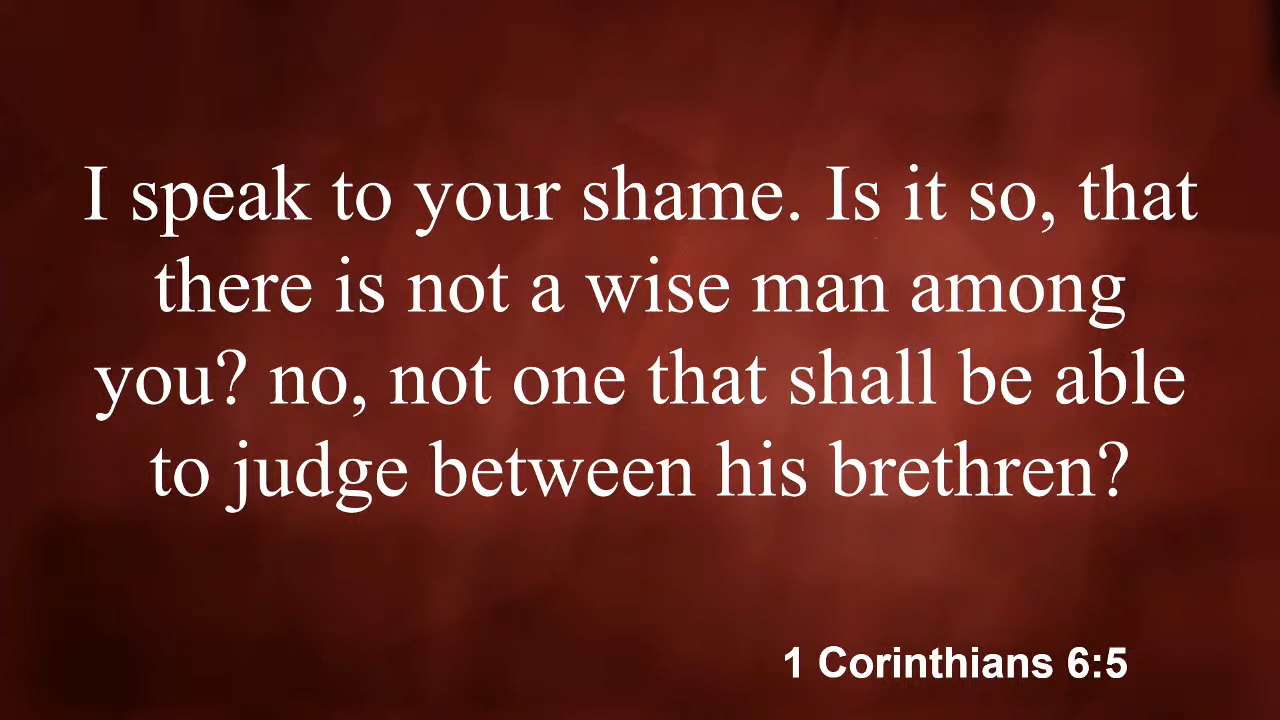 I speak to your shame. Is it so, that
there is not a wise man among
you? no, not one that shall be able
to judge between his brethren?
1 Corinthians 6:5